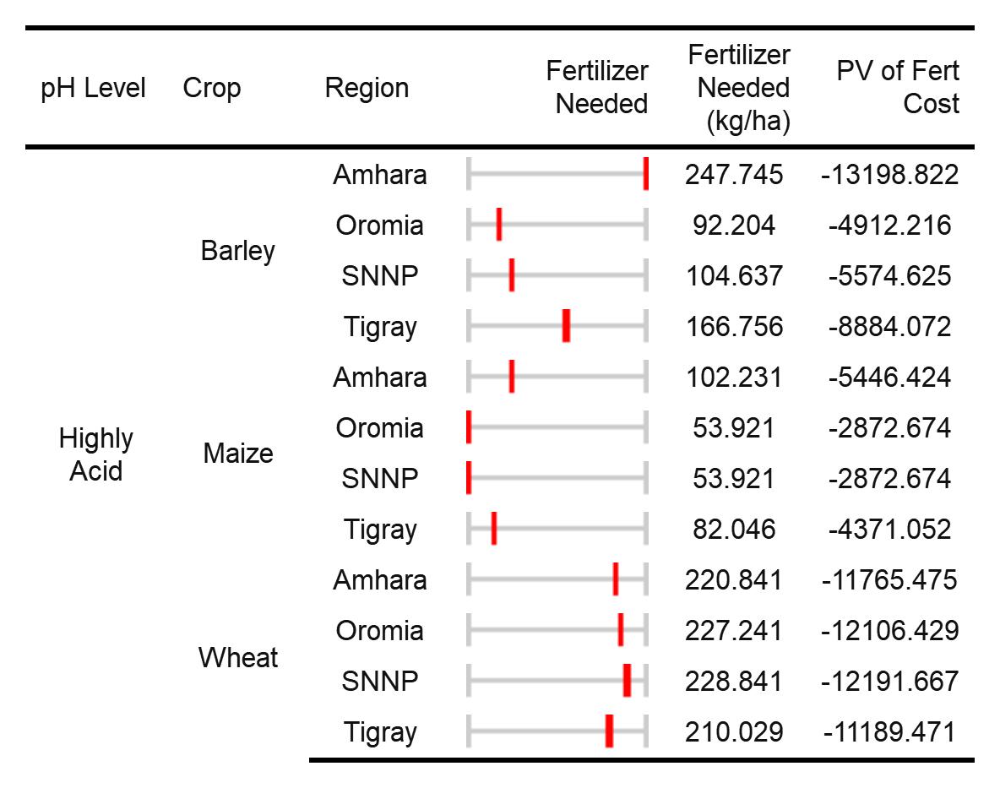 pH Level Crop Region Fertilizer Needed Fertilizer Needed (kg/ha) PV of Fert Cost
Highly Acid
Barley
Amhara 247.745 -13198.822
Oromia 92.204 -4912.216
SNNP 104.637 -5574.625
Tigray 166.756 -8884.072
Maize
Amhara 102.231 -5446.424
Oromia 53.921 -2872.674
SNNP 53.921 -2872.674
Tigray 82.046 -4371.052
Wheat
Amhara 220.841 -11765.475
Oromia 227.241 -12106.429
SNNP 228.841 -12191.667
Tigray 210.029 -11189.471